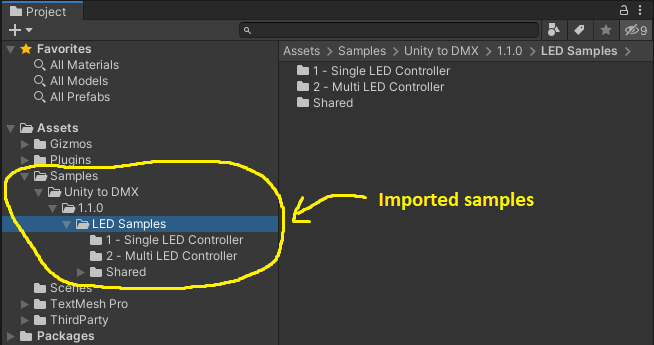 Project
9
Favorites
All Materials
All Models
All Prefabs
Assets
Gizmos
Plugins
Samples
Unity to DMX
1.1.0
LED Samples
1 - Single LED Controller
2 - Multi LED Controller
Shared
Scenes
TextMesh Pro
ThirdParty
Packages
Assets > Samples > Unity to DMX > 1.1.0 > LED Samples >
1 - Single LED Controller
2 - Multi LED Controller
Shared
Imported samples